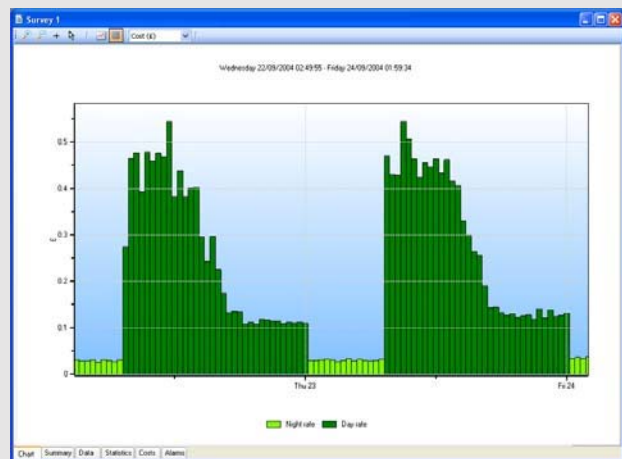 Survey 1
Cost (£)
Wednesday 22/09/2004 02:49:55 - Friday 24/09/2004 01:59:34
0.5
0.4
£
0.3
0.2
0.1
0
Thu 23
Fri 24
Night rate
Day rate
Chart Summary Data Statistics Costs Alarms